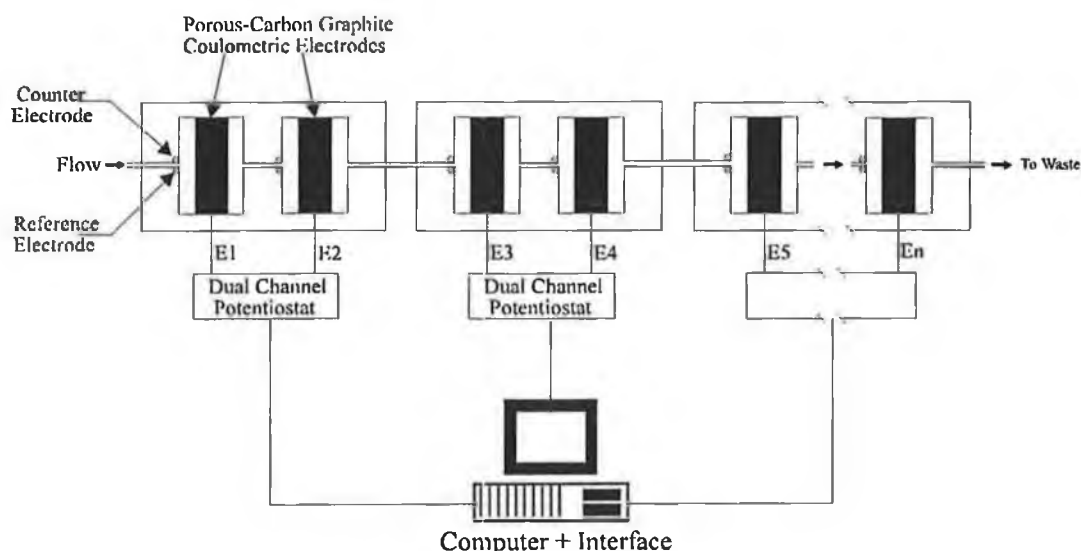 Porous-Carbon Graphite
Coulometric Electrodes
Counter
Electrode
Flow
To Waste
Reference
Electrode
E1
E2
E3
E4
E5
En
Dual Channel
Potentiostat
Dual Channel
Potentiostat
Computer + Interface